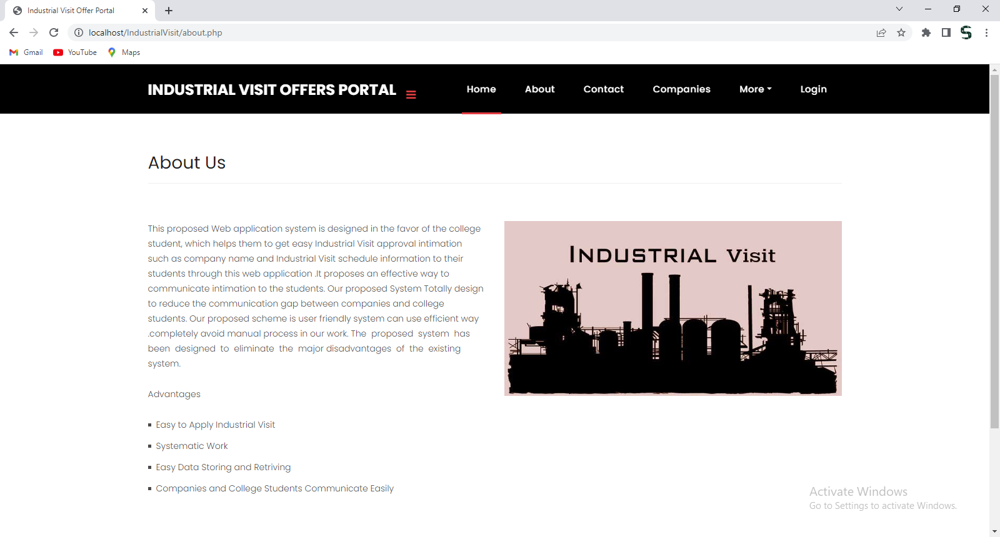 Industrial Visit Offer Portal
localhost/IndustrialVisit/about.php
Gmail YouTube Maps
INDUSTRIAL VISIT OFFERS PORTAL Home About Contact Companies More Login
About Us
This proposed Web application system is designed in the favor of the college
student, which helps them to get easy Industrial Visit approval intimation
such as company name and Industrial Visit schedule information to their
students through this web application .It proposes an effective way to
communicate intimation to the students. Our proposed System Totally design
to reduce the communication gap between companies and college
students. Our proposed scheme is user friendly system can use efficient way
.completely avoid manual process in our work. The proposed system has
been designed to eliminate the major disadvantages of the existing
system.
INDUSTRIAL Visit
Advantages
Easy to Apply Industrial Visit
Systematic Work
Easy Data Storing and Retriving
Companies and College Students Communicate Easily
Activate Windows
Go to Settings to activate Windows.